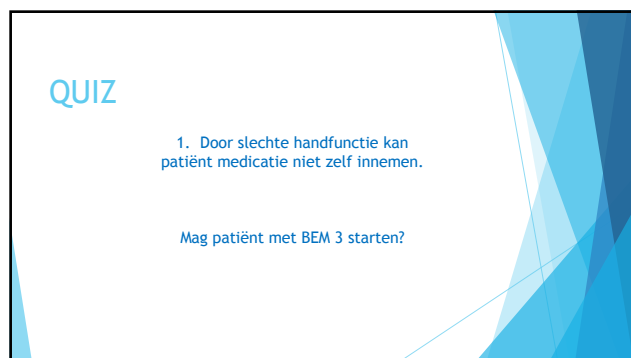 QUIZ
1. Door slechte handfunctie kan
patiënt medicatie niet zelf innemen.
Mag patiënt met BEM 3 starten?